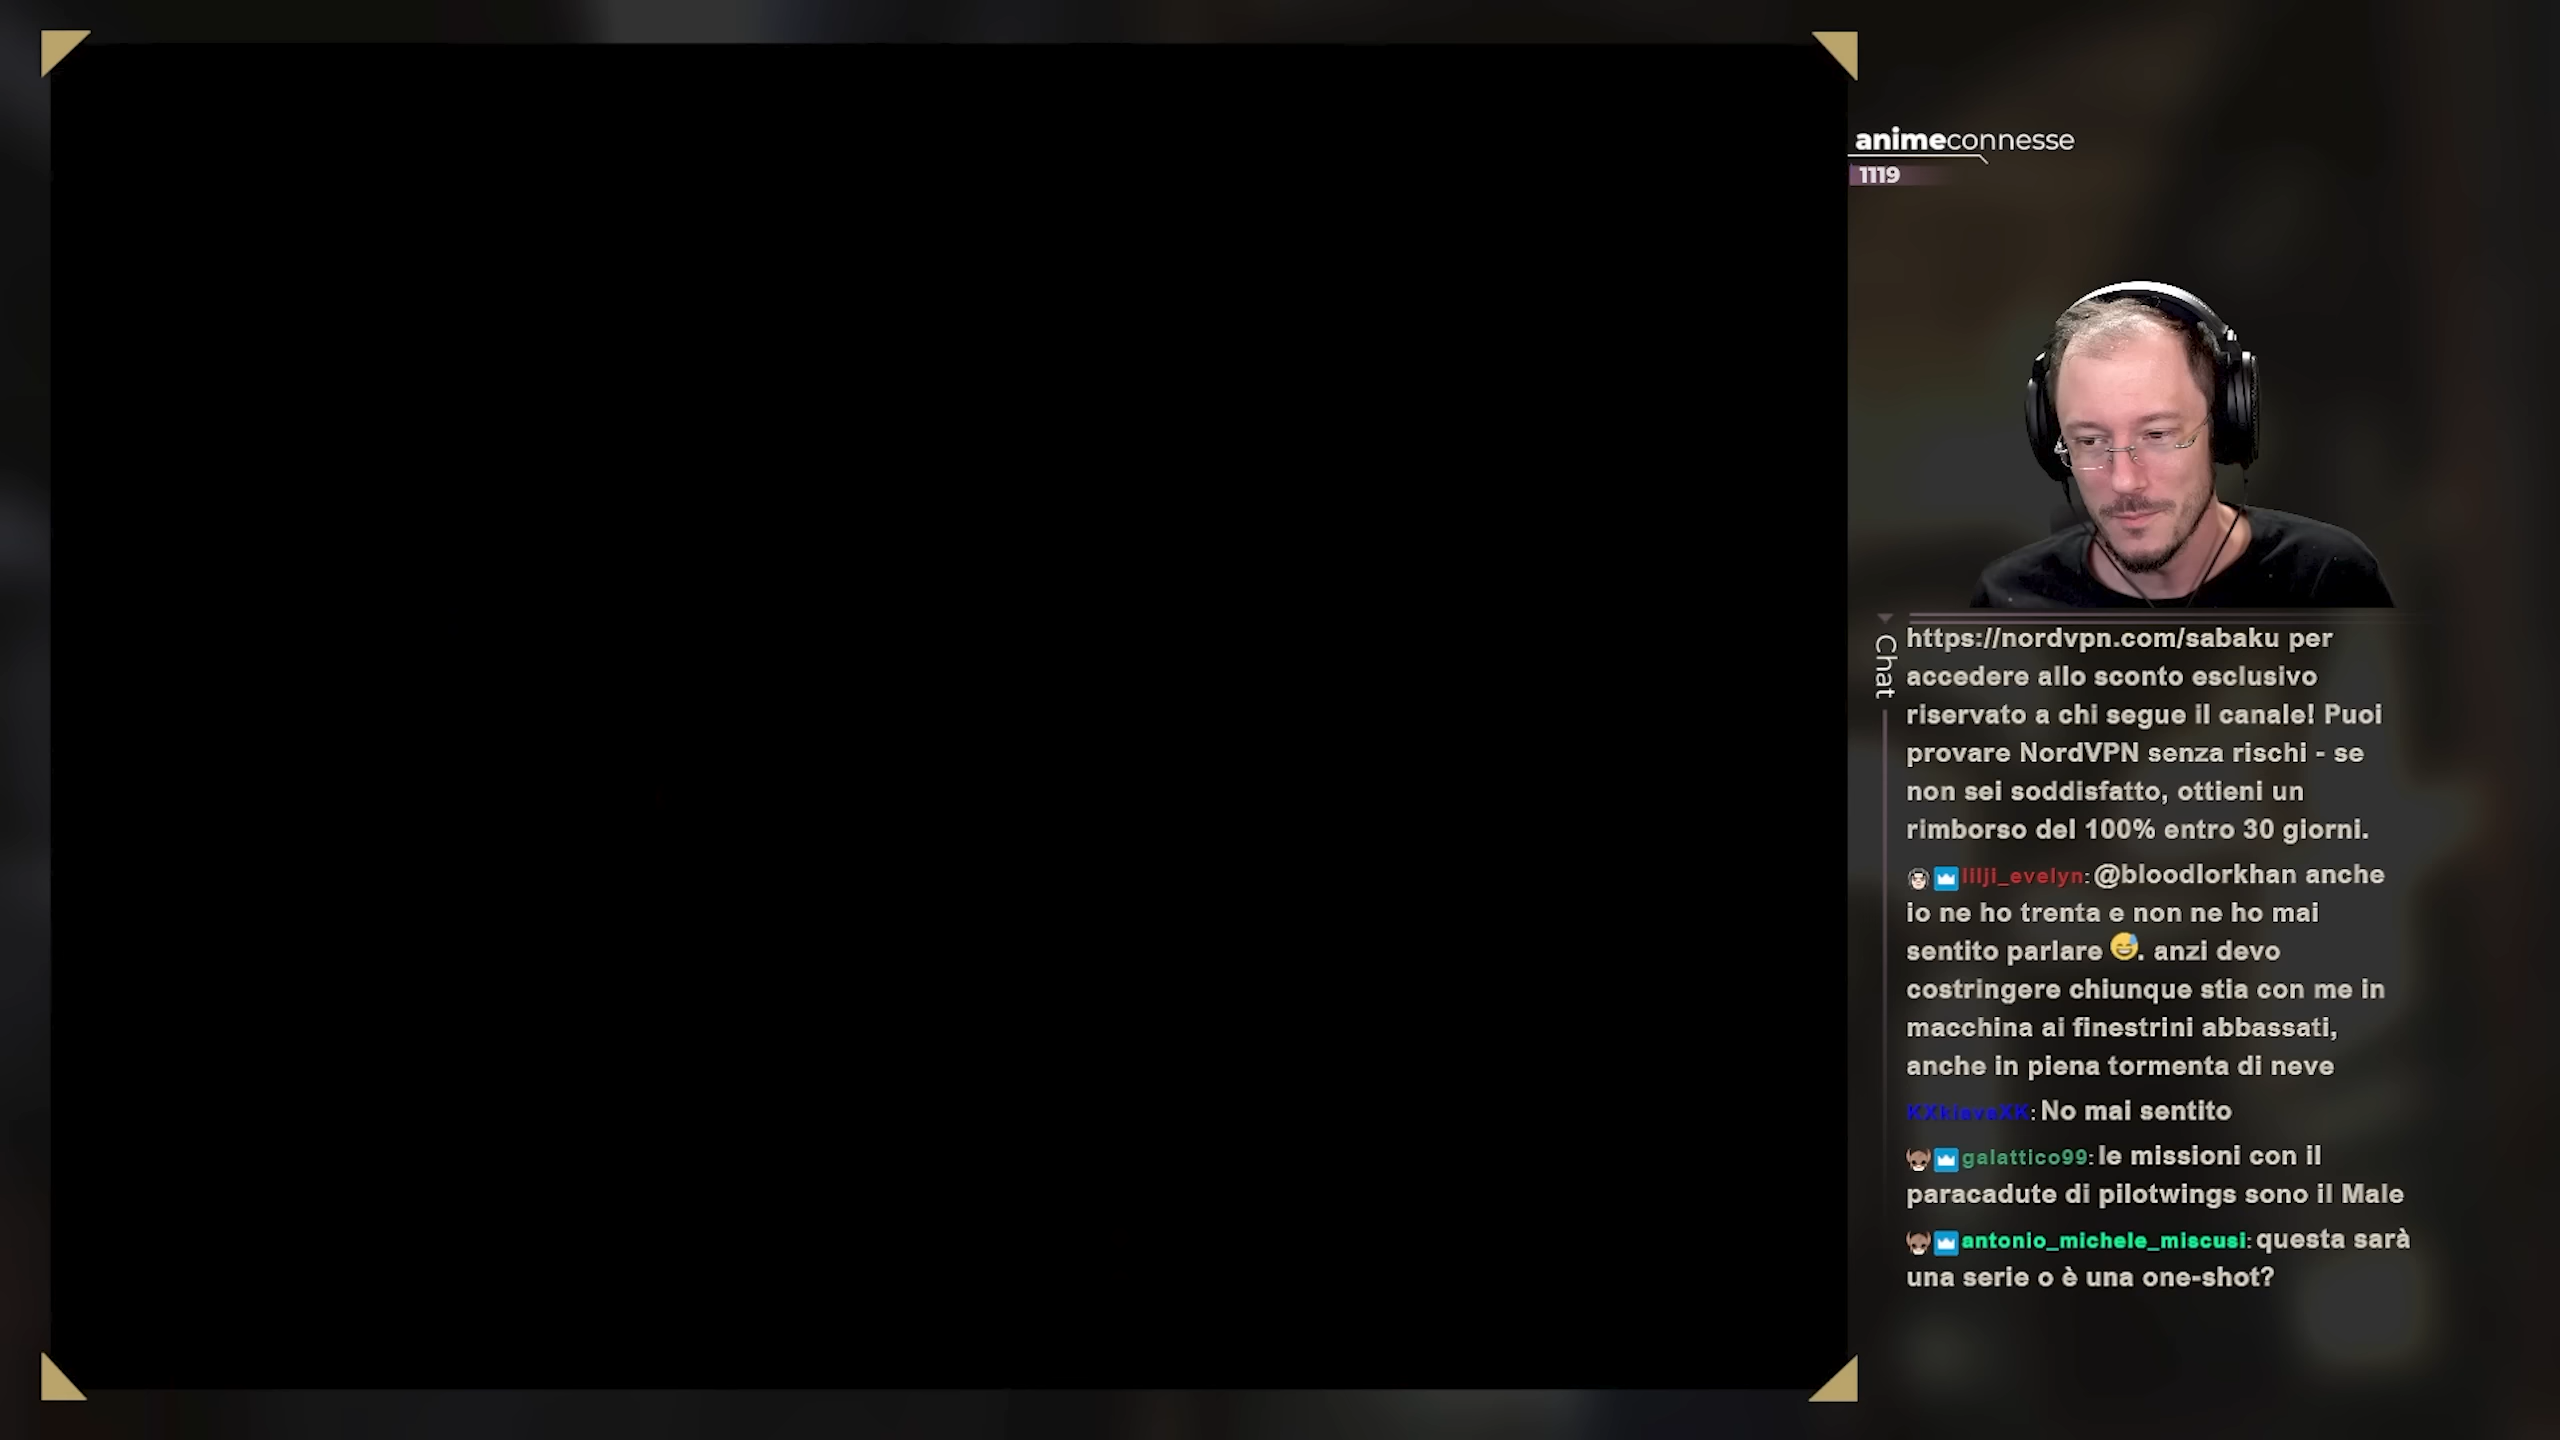 animeconnesse
1119
Chat
https://nordvpn.com/sabaku per
accedere allo sconto esclusivo
riservato a chi segue il canale! Puoi
provare NordVPN senza rischi - se
non sei soddisfatto, ottieni un
rimborso del 100% entro 30 giorni.
lilji_evelyn: @bloodlorkhan anche
io ne ho trenta e non ne ho mai
sentito parlare 😅. anzi devo
costringere chiunque stia con me in
macchina ai finestrini abbassati,
anche in piena tormenta di neve
KXkiavaXK: No mai sentito
galattico99: le missioni con il
paracadute di pilotwings sono il Male
antonio_michele_miscusi: questa sarà
una serie o è una one-shot?